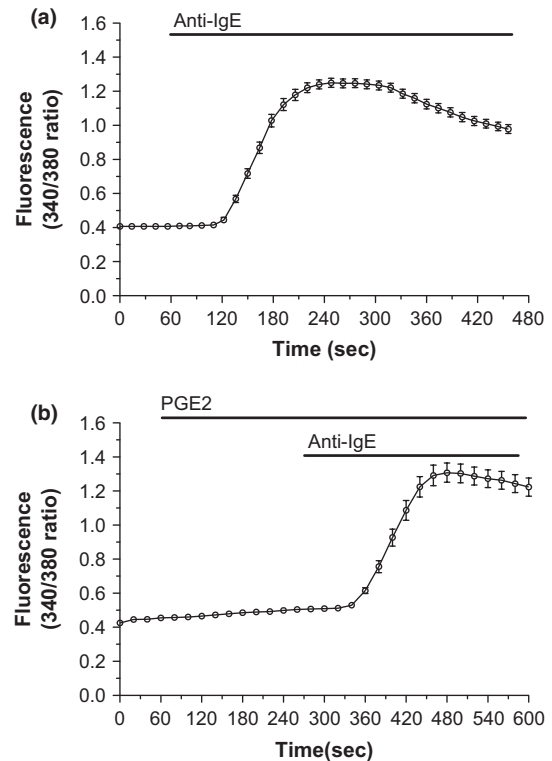 (a)
Anti-IgE
1.6
1.4
1.2
1.0
0.8
0.6
0.4
0.2
0.0
Fluorescence
(340/380 ratio)
0 60 120 180 240 300 360 420 480
Time (sec)
(b)
PGE2
Anti-IgE
1.6
1.4
1.2
1.0
0.8
0.6
0.4
0.2
0.0
Fluorescence
(340/380 ratio)
0 60 120 180 240 300 360 420 480 540 600
Time(sec)